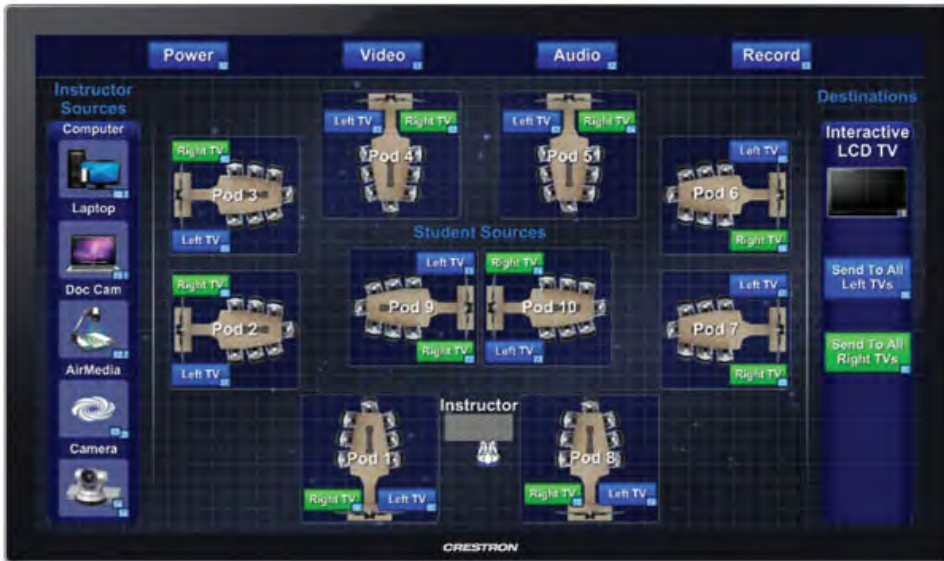 Power
Video
Audio
Record
Instructor
Sources
Computer
Laptop
Doc Cam
AirMedia
Camera
Left TV
Right TV
Pod 4
Left TV
Right TV
Pod 5
Right TV
Pod 3
Left TV
Left TV
Pod 6
Right TV
Student Sources
Right TV
Pod 2
Left TV
Left TV
Pod 9
Right TV
Right TV
Pod 10
Left TV
Left TV
Pod 7
Right TV
Instructor
Pod 1
Right TV
Left TV
Pod 8
Right TV
Left TV
Destinations
Interactive
LCD TV
Send To All
Left TVs
Send To All
Right TVs
CRESTRON